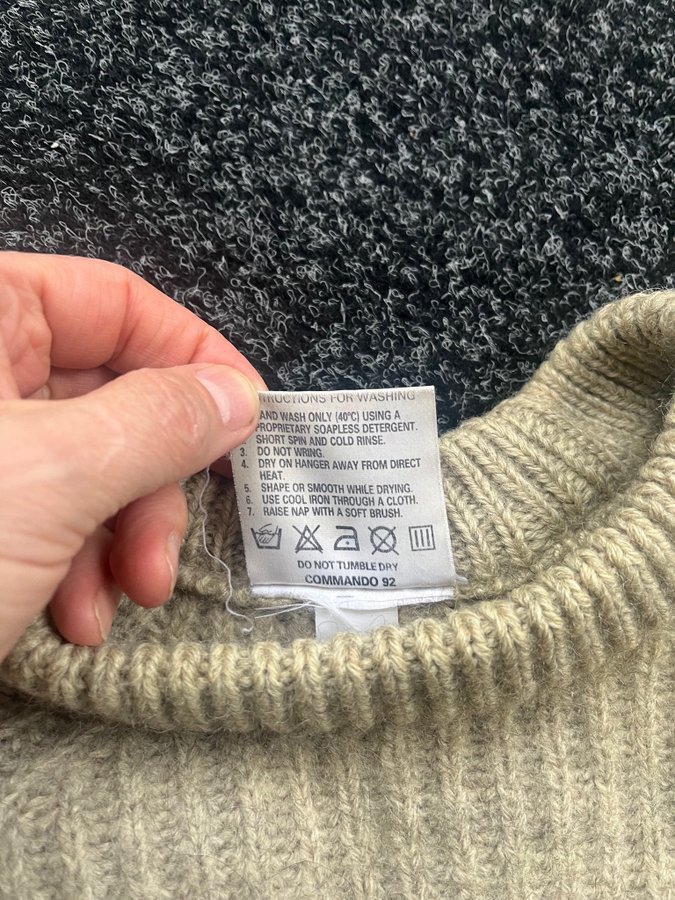 TRUCTIONS FOR WASHING
AND WASH ONLY (40°C) USING A
PROPRIETARY SOAPLESS DETERGENT.
SHORT SPIN AND COLD RINSE.
3. DO NOT WRING.
4. DRY ON HANGER AWAY FROM DIRECT
HEAT.
5. SHAPE OR SMOOTH WHILE DRYING.
6. USE COOL IRON THROUGH A CLOTH.
7. RAISE NAP WITH A SOFT BRUSH.
DO NOT TUMBLE DRY
COMMANDO 92